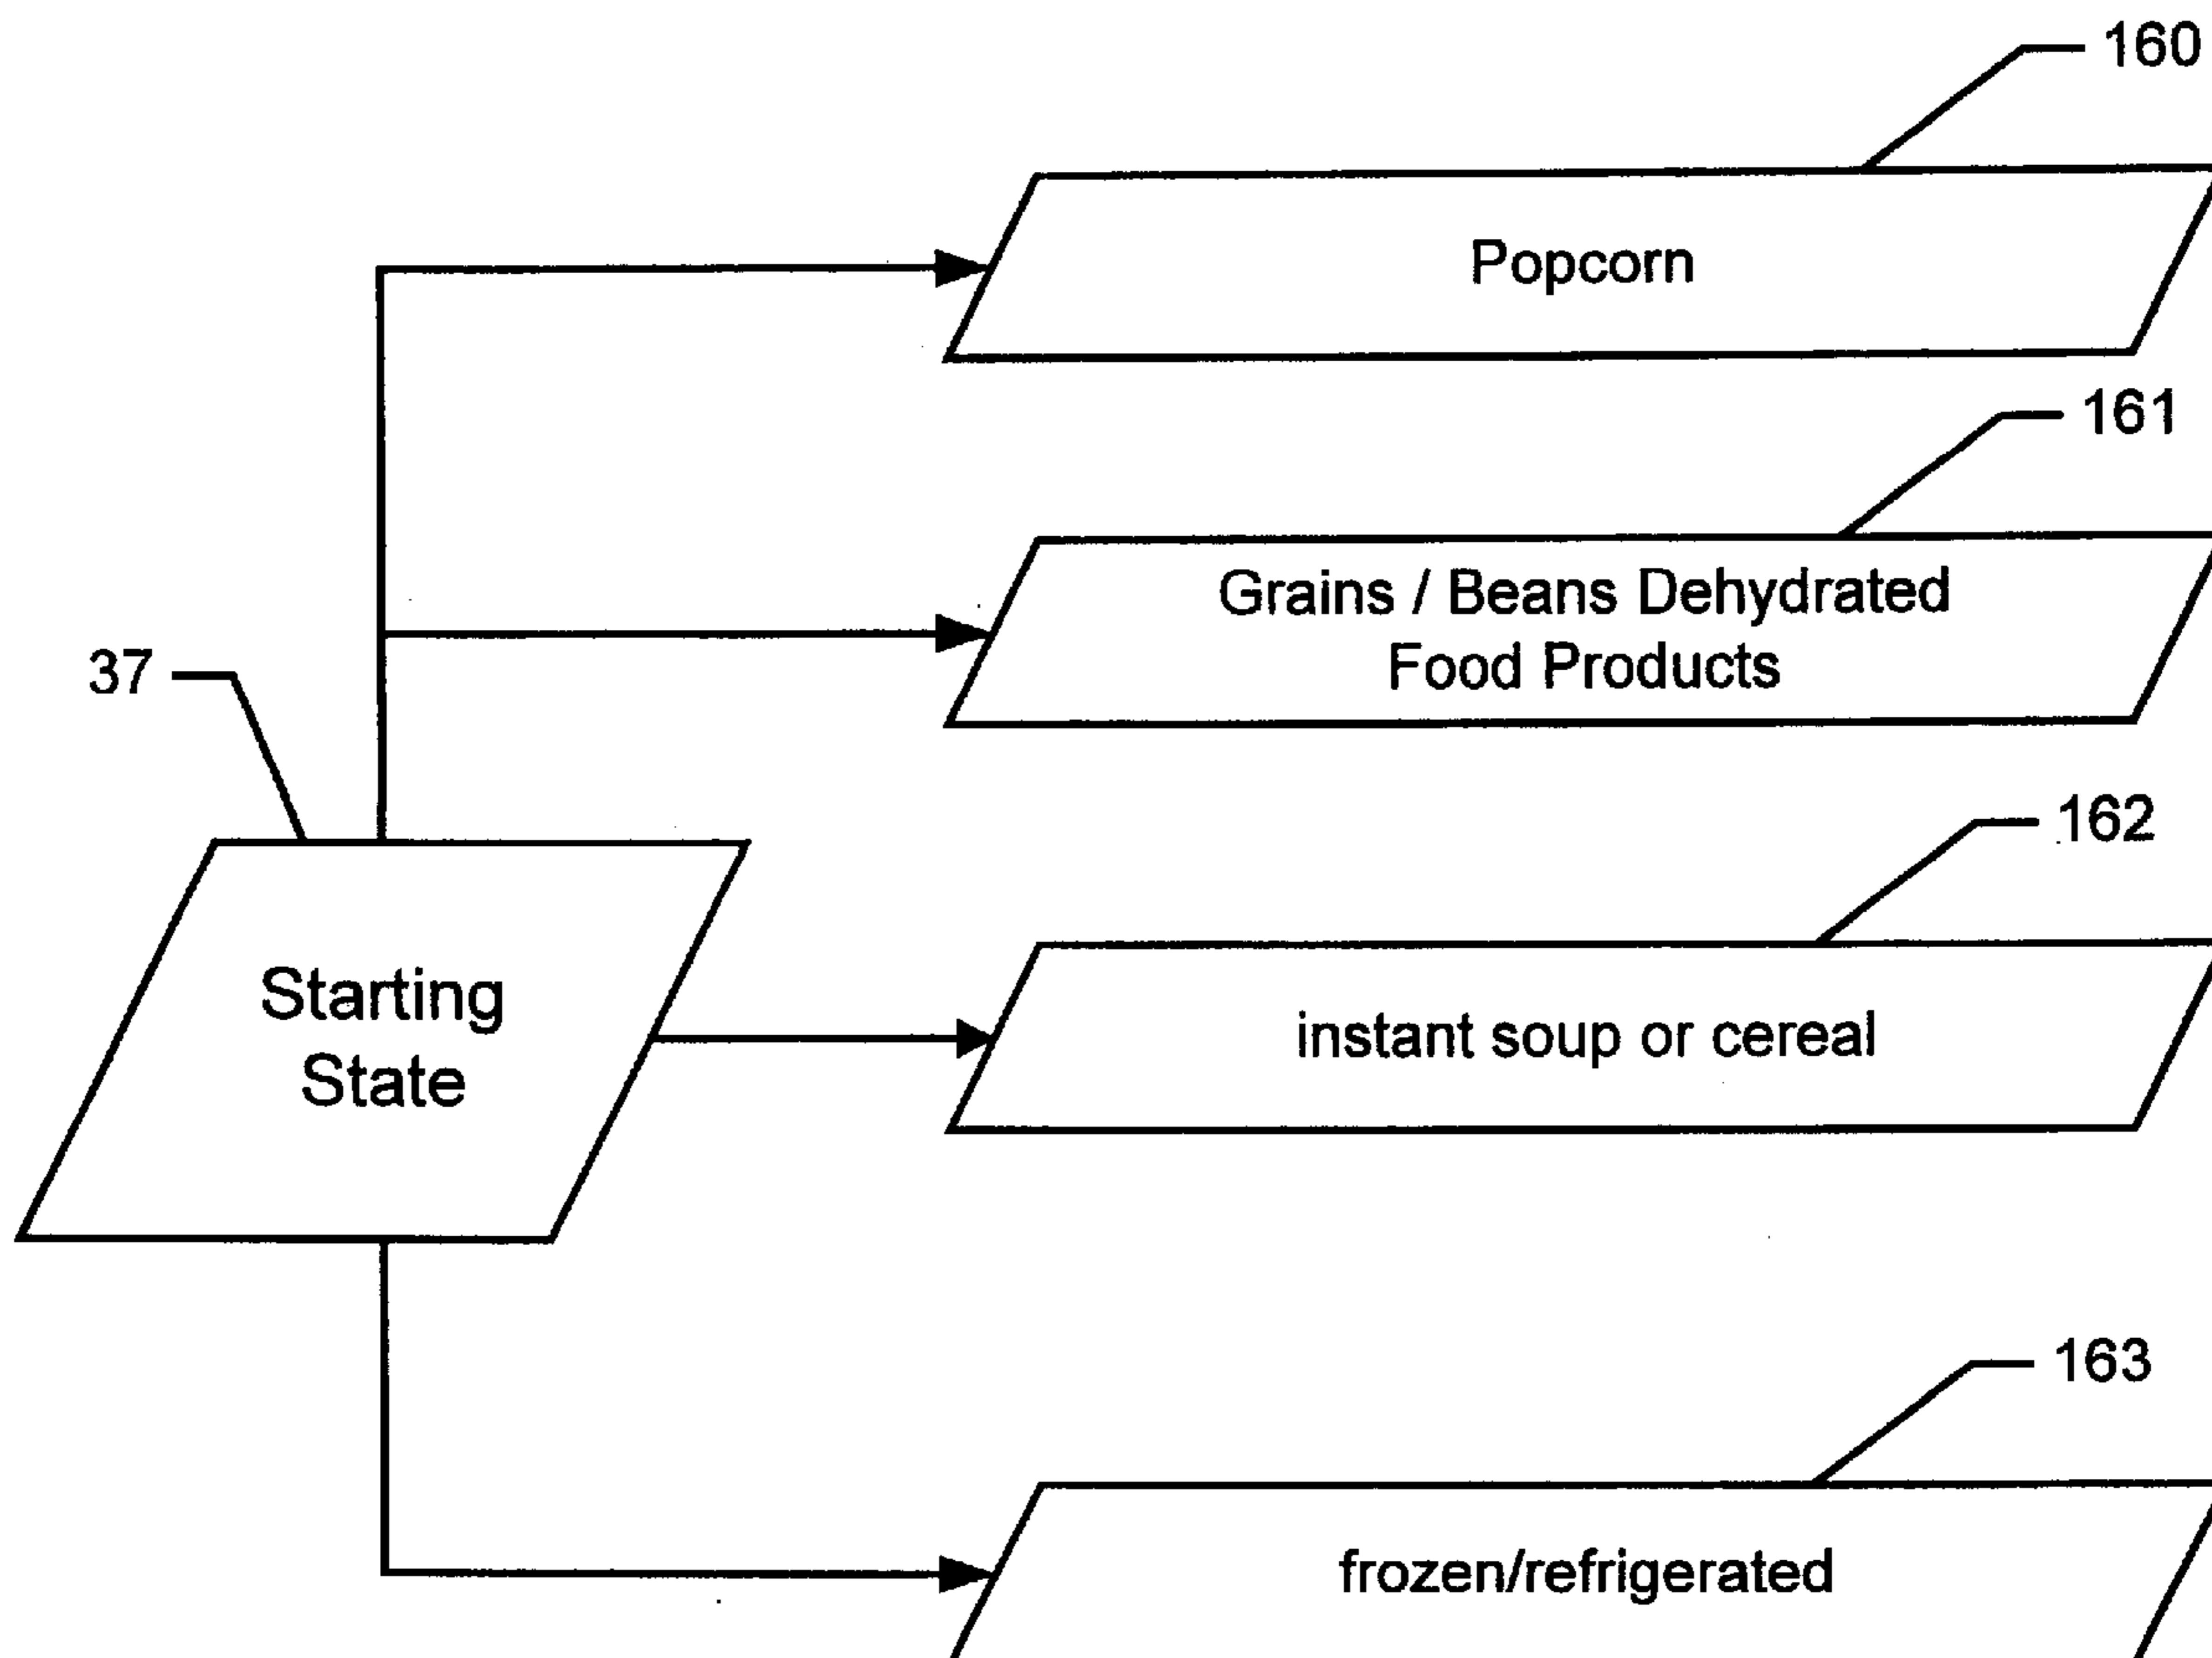 160
Popcorn
161
Grains / Beans Dehydrated
Food Products
37
162
Starting
State
instant soup or cereal
163
frozen/refrigerated